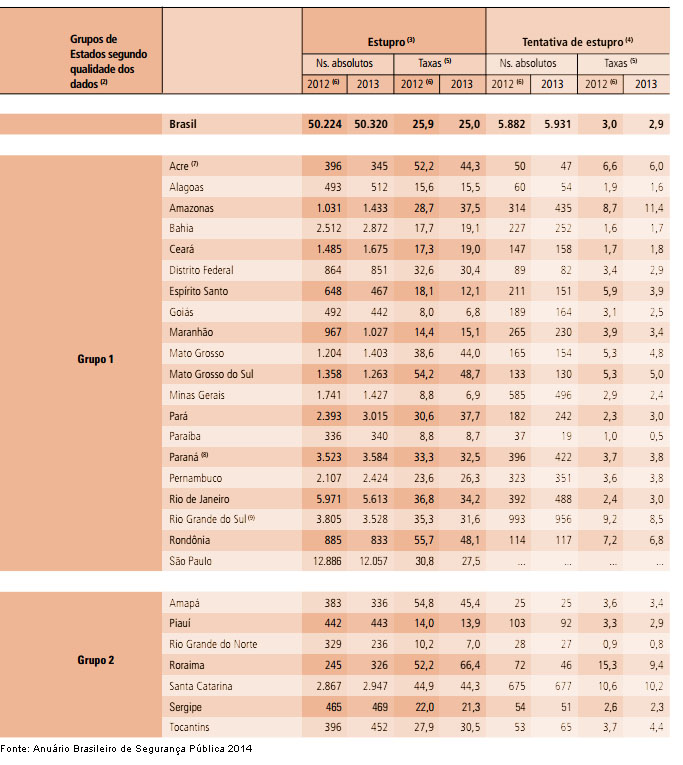 Grupos de Estados segundo qualidade dos dados (2) Estupro (3) Tentativa de estupro (4)
Ns. absolutos Taxas (5) Ns. absolutos Taxas (5)
2012 (6) 2013 2012 (6) 2013 2012 (6) 2013 2012 (6) 2013
Brasil 50.224 50.320 25,9 25,0 5.882 5.931 3,0 2,9
Grupo 1
Acre (7) 396 345 52,2 44,3 50 47 6,6 6,0
Alagoas 493 512 15,6 15,5 60 54 1,9 1,6
Amazonas 1.031 1.433 28,7 37,5 314 435 8,7 11,4
Bahia 2.512 2.872 17,7 19,1 227 252 1,6 1,7
Ceará 1.485 1.675 17,3 19,0 147 158 1,7 1,8
Distrito Federal 864 851 32,6 30,4 89 82 3,4 2,9
Espírito Santo 648 467 18,1 12,1 211 151 5,9 3,9
Goiás 492 442 8,0 6,8 189 164 3,1 2,5
Maranhão 967 1.027 14,4 15,1 265 230 3,9 3,4
Mato Grosso 1.204 1.403 38,6 44,0 165 154 5,3 4,8
Mato Grosso do Sul 1.358 1.263 54,2 48,7 133 130 5,3 5,0
Minas Gerais 1.741 1.427 8,8 6,9 585 496 2,9 2,4
Pará 2.393 3.015 30,6 37,7 182 242 2,3 3,0
Paraíba 336 340 8,8 8,7 37 19 1,0 0,5
Paraná (8) 3.523 3.584 33,3 32,5 396 422 3,7 3,8
Pernambuco 2.107 2.424 23,6 26,3 323 351 3,6 3,8
Rio de Janeiro 5.971 5.613 36,8 34,2 392 488 2,4 3,0
Rio Grande do Sul (9) 3.805 3.528 35,3 31,6 993 956 9,2 8,5
Rondônia 885 833 55,7 48,1 114 117 7,2 6,8
São Paulo 12.886 12.057 30,8 27,5 ... ... ... ...
Grupo 2
Amapá 383 336 54,8 45,4 25 25 3,6 3,4
Piauí 442 443 14,0 13,9 103 92 3,3 2,9
Rio Grande do Norte 329 236 10,2 7,0 28 27 0,9 0,8
Roraima 245 326 52,2 66,4 72 46 15,3 9,4
Santa Catarina 2.867 2.947 44,9 44,3 675 677 10,6 10,2
Sergipe 465 469 22,0 21,3 54 51 2,6 2,3
Tocantins 396 452 27,9 30,5 53 65 3,7 4,4
Fonte: Anuário Brasileiro de Segurança Pública 2014